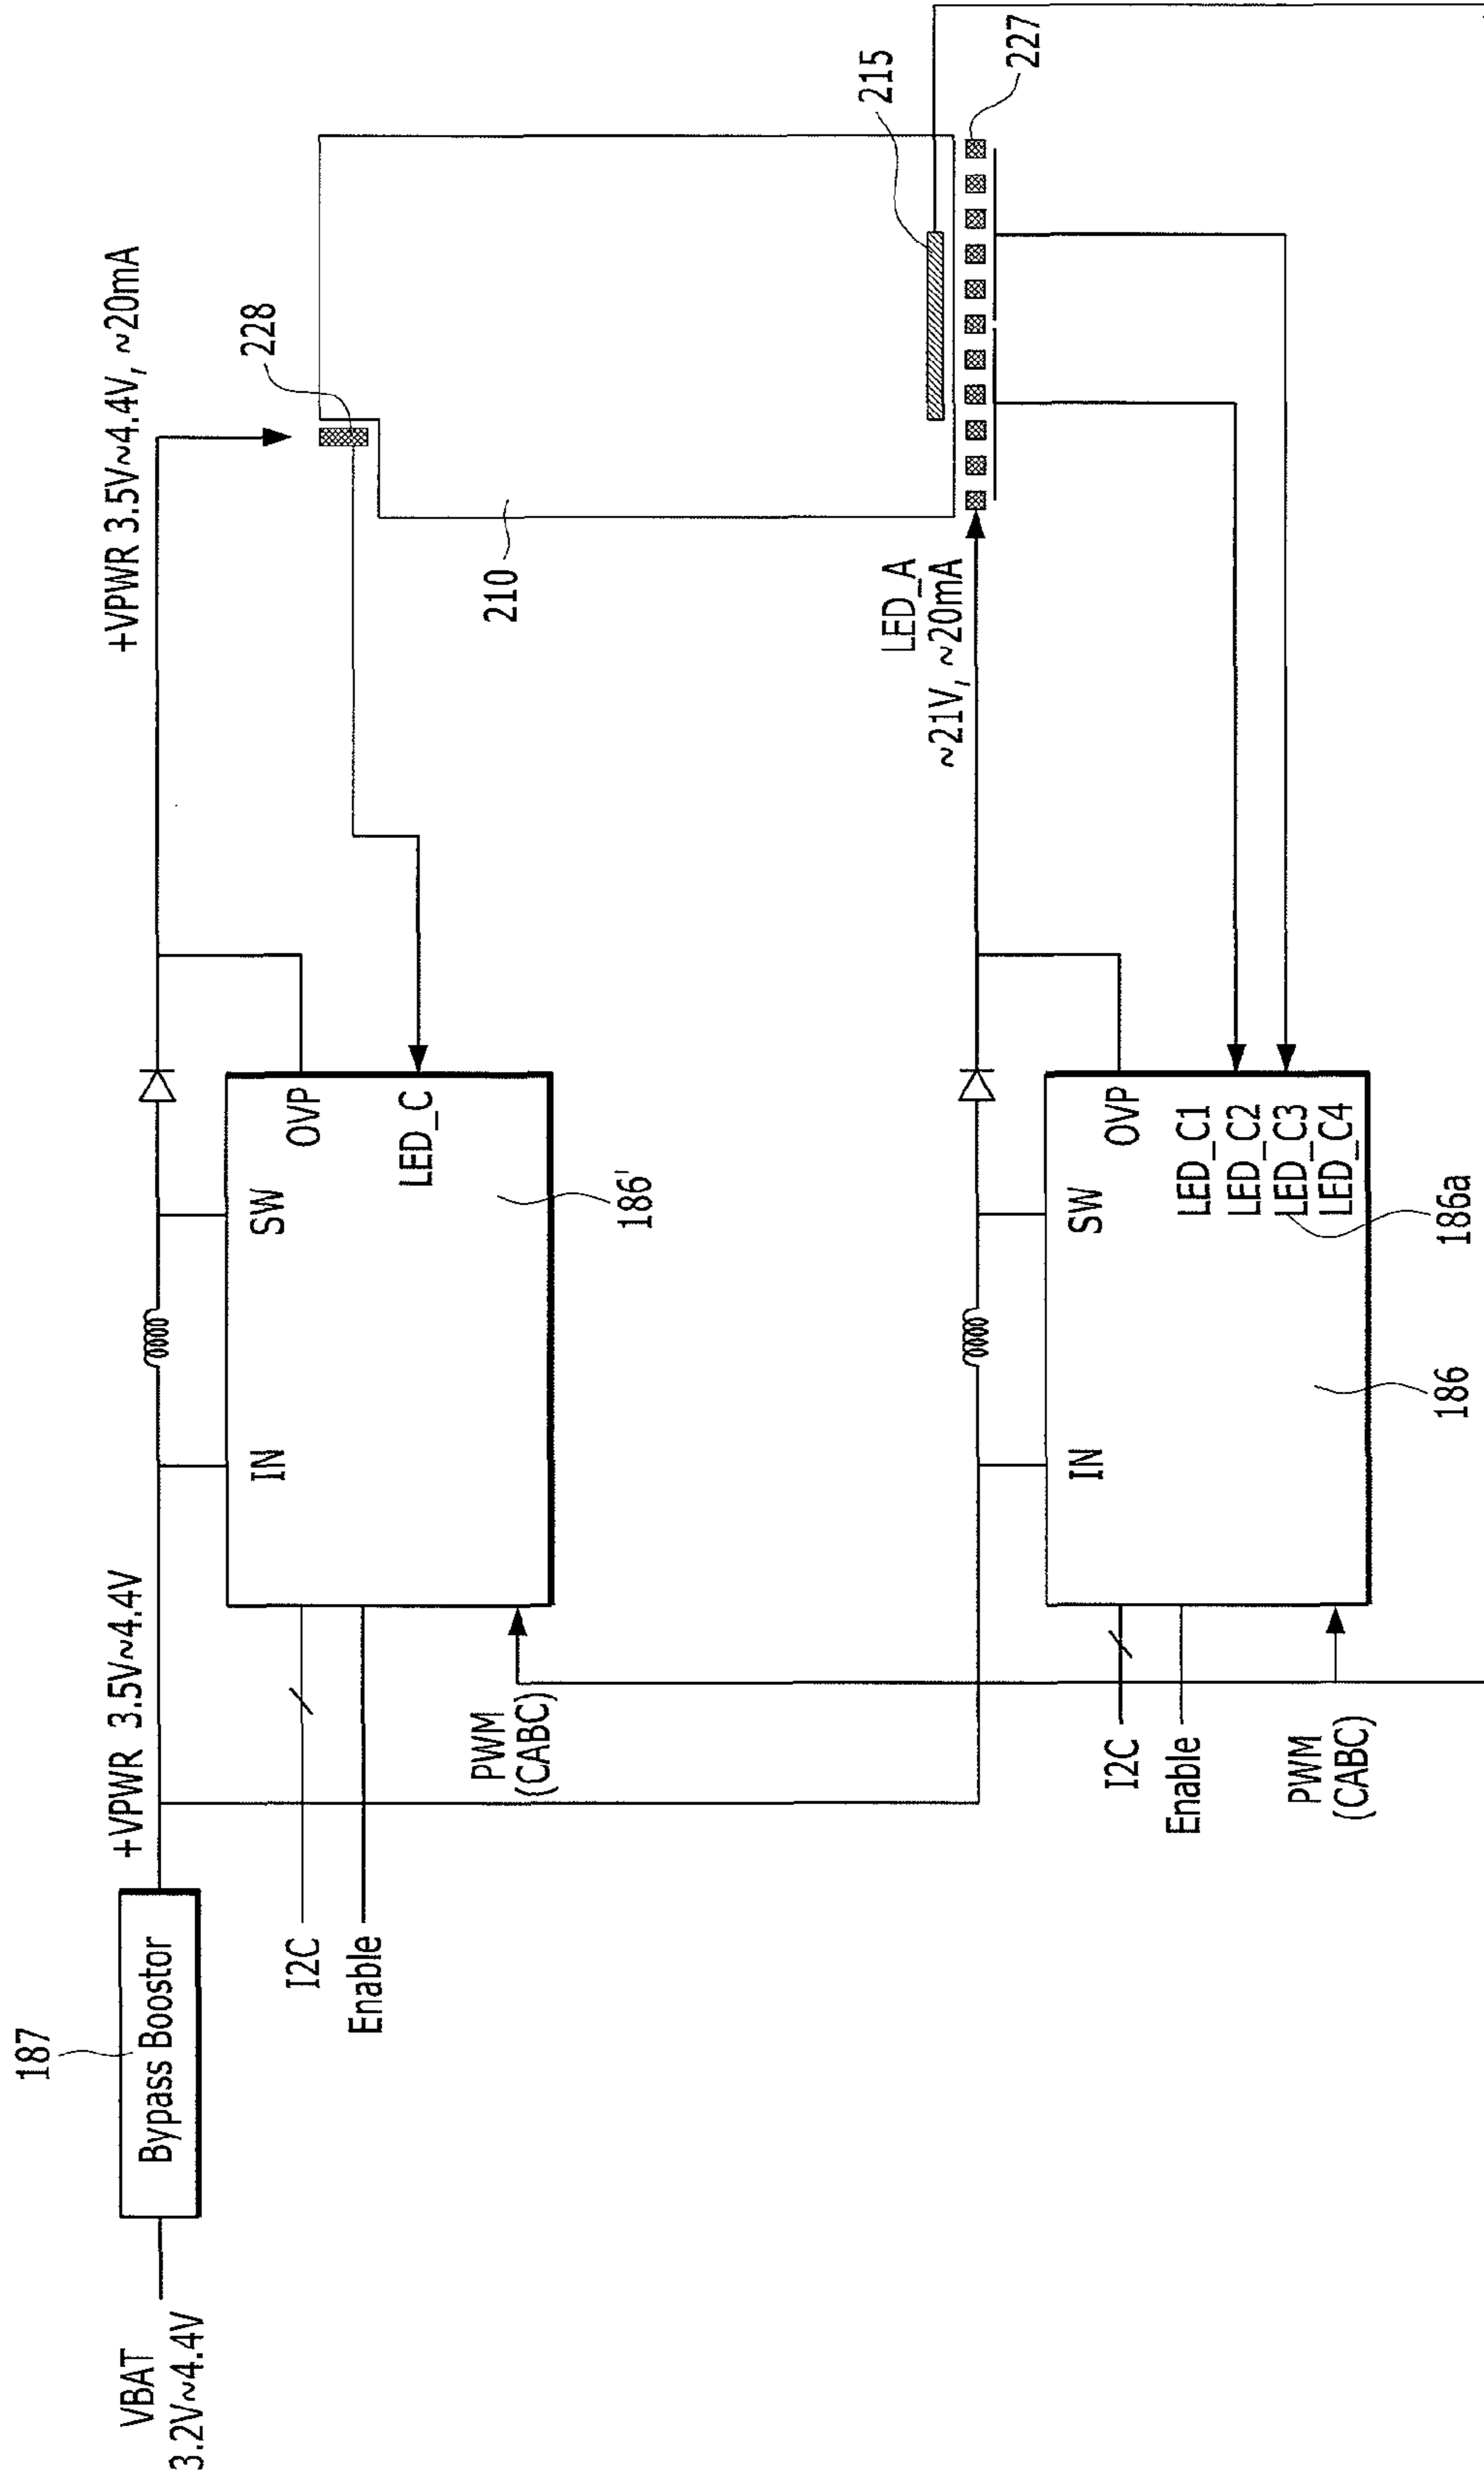 187
VBAT
3.2V~4.4V
Bypass Boostor
+VPWR 3.5V~4.4V
+VPWR 3.5V~4.4V, ~20mA
I2C
Enable
PWM
(CABC)
IN
SW
OVP
LED_C
186'
228
210
215
227
LED_A
~21V, ~20mA
I2C
Enable
PWM
(CABC)
IN
SW
OVP
LED_C1
LED_C2
LED_C3
LED_C4
186
186a